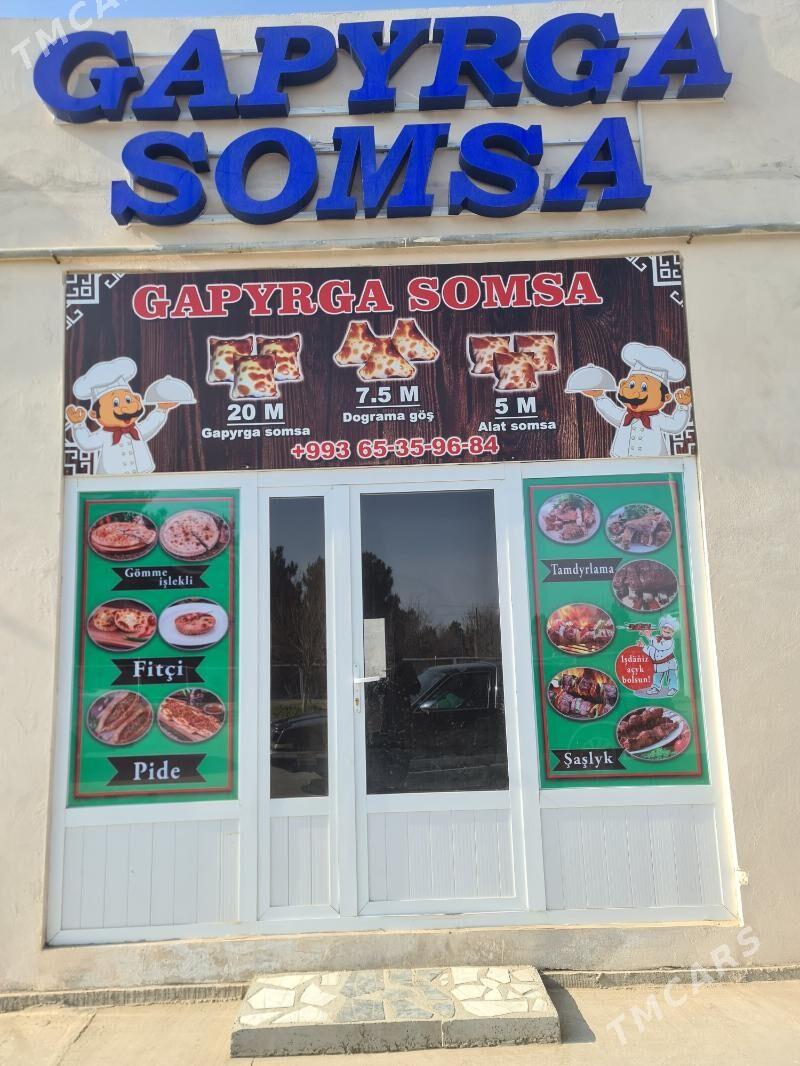 GAPYRGA
SOMSA
GAPYRGA SOMSA
20 M
Gapyrga somsa
7.5 M
Dograma göş
5 M
Alat somsa
+993 65-35-96-84
Gömme
işlekli
Fitçi
Pide
Tamdyrlama
Işdäňiz
açyk
bolsun!
Şaşlyk
TMCARS
TMCARS